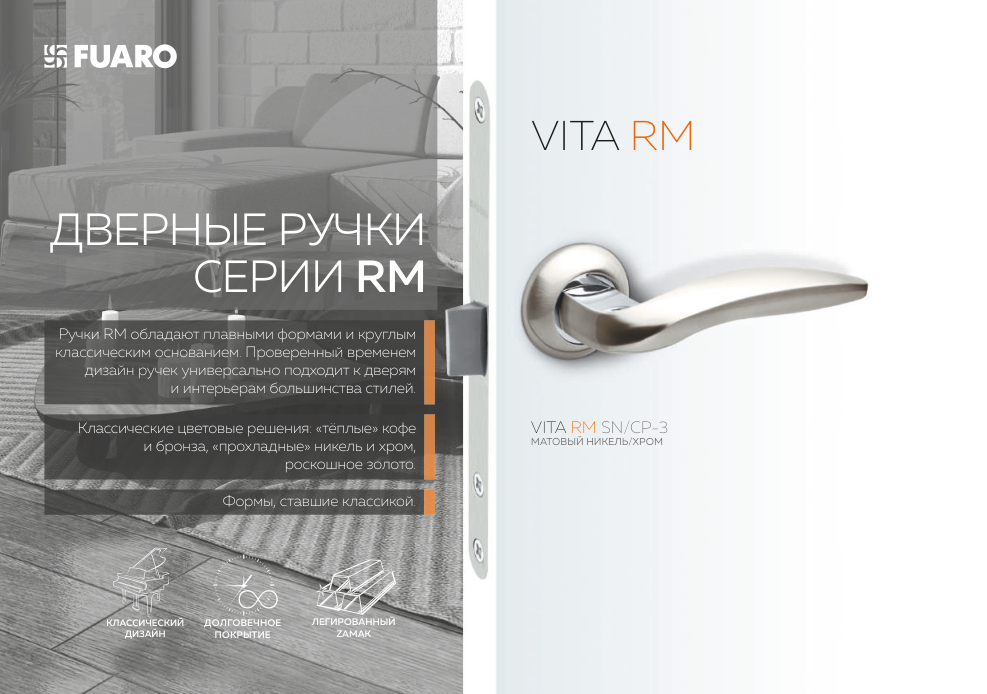 FUARO
ДВЕРНЫЕ РУЧКИ
СЕРИИ RM
Ручки RM обладают плавными формами и круглым
классическим основанием. Проверенный временем
дизайн ручек универсально подходит к дверям
и интерьерам большинства стилей.
Классические цветовые решения: «тёплые» кофе
и бронза, «прохладные» никель и хром,
роскошное золото.
Формы, ставшие классикой.
КЛАССИЧЕСКИЙ
ДИЗАЙН
ДОЛГОВЕЧНОЕ
ПОКРЫТИЕ
ЛЕГИРОВАННЫЙ
ZAMAK
VITA RM
VITA RM SN/CP-3
МАТОВЫЙ НИКЕЛЬ/ХРОМ